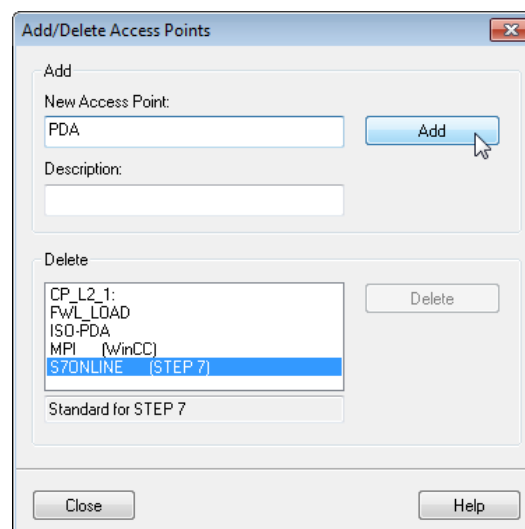 Add/Delete Access Points
Add
New Access Point:
PDA
Add
Description:
Delete
CP_L2_1:
FWL_LOAD
ISO-PDA
MPI (WinCC)
S7ONLINE (STEP 7)
Delete
Standard for STEP 7
Close
Help